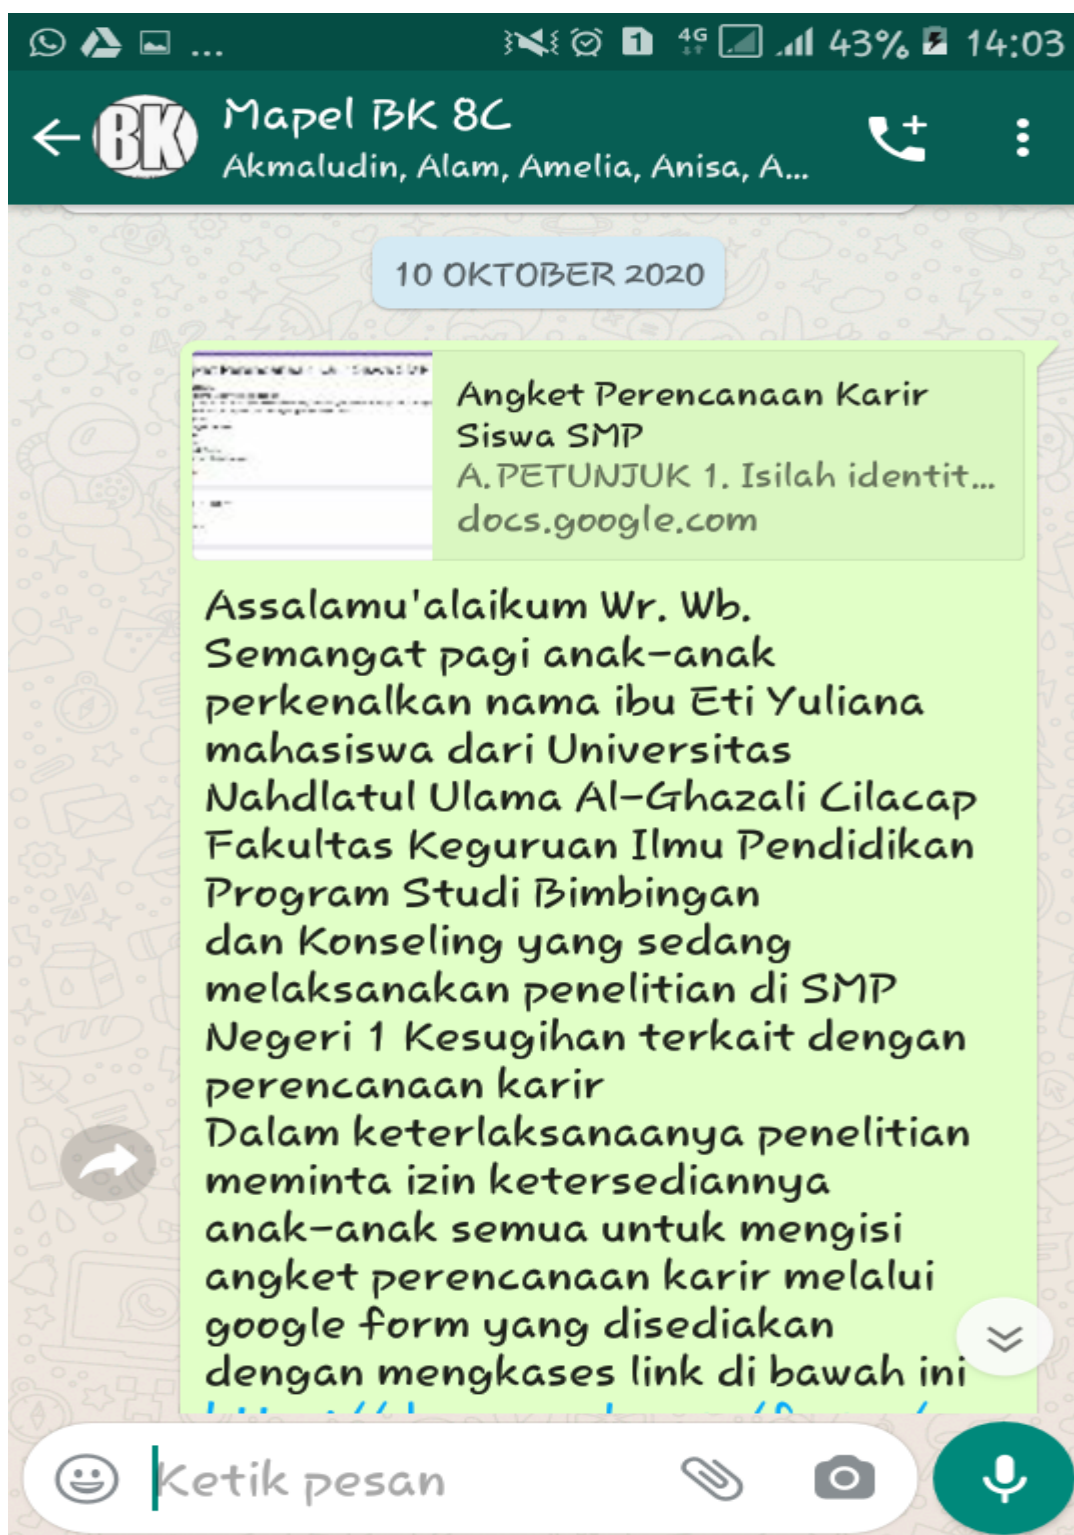 ... 1 4G 43% 14:03
BK Mapel BK 8C
Akmaludin, Alam, Amelia, Anisa, A...
10 OKTOBER 2020
Angket Perencanaan Karir
Siswa SMP
A.PETUNJUK 1. Isilah identit...
docs.google.com
Assalamu'alaikum Wr. Wb.
Semangat pagi anak-anak
perkenalkan nama ibu Eti Yuliana
mahasiswa dari Universitas
Nahdlatul Ulama Al-Ghazali Cilacap
Fakultas Keguruan Ilmu Pendidikan
Program Studi Bimbingan
dan Konseling yang sedang
melaksanakan penelitian di SMP
Negeri 1 Kesugihan terkait dengan
perencanaan karir
Dalam keterlaksanaanya penelitian
meminta izin ketersediannya
anak-anak semua untuk mengisi
angket perencanaan karir melalui
google form yang disediakan
dengan mengkases link di bawah ini
Ketik pesan